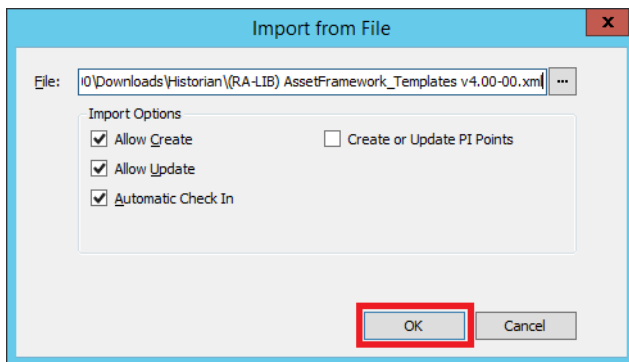 Import from File
x
File: 0\Downloads\Historian\(RA-LIB) AssetFramework_Templates v4.00-00.xml ...
Import Options
Allow Create Create or Update PI Points
Allow Update
Automatic Check In
OK Cancel